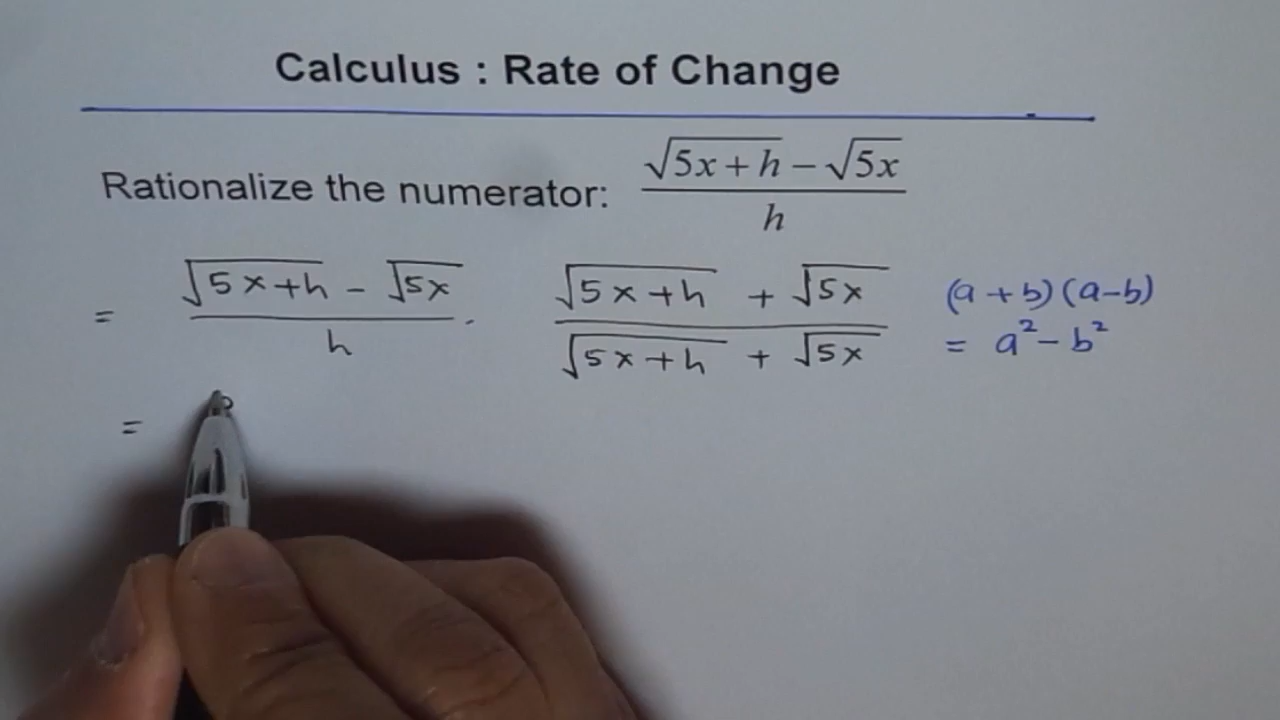 Calculus : Rate of Change
Rationalize the numerator: (√(5x+h) − √(5x))/h
= (√(5x+h) − √(5x))/h · (√(5x+h) + √(5x))/(√(5x+h) + √(5x))
(a+b)(a-b)
= a² − b²
=